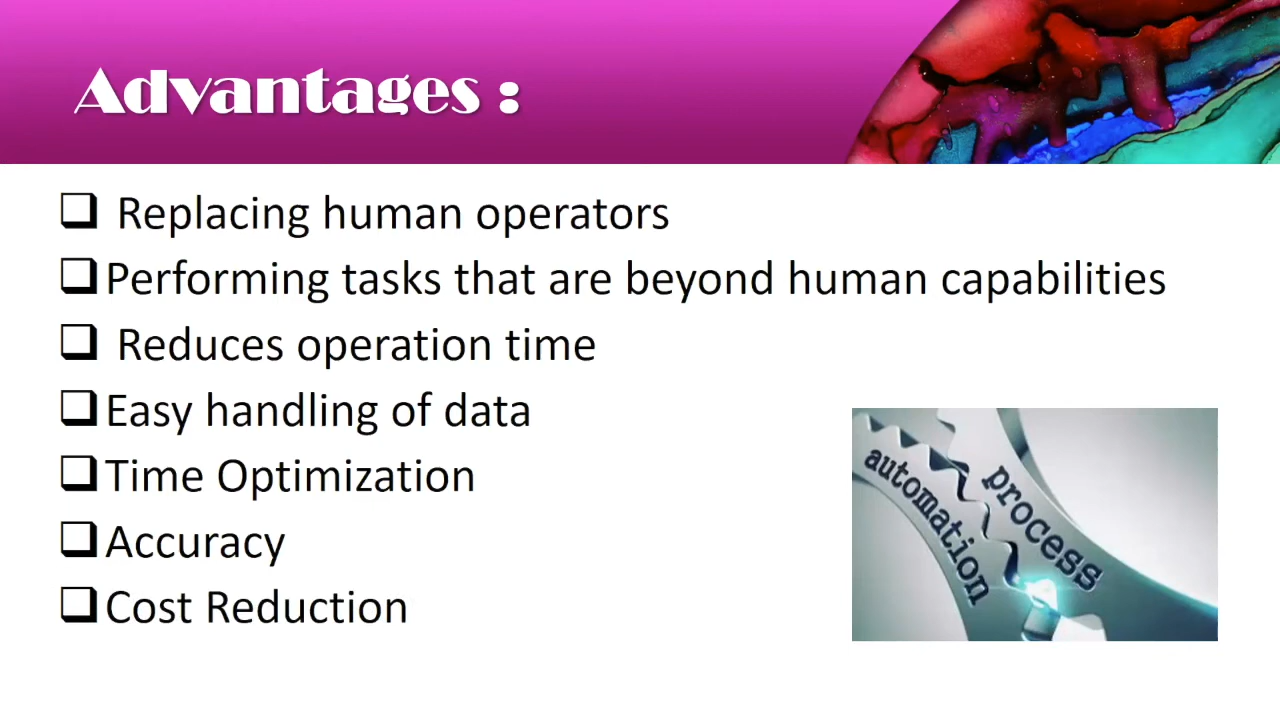 Advantages :
Replacing human operators
Performing tasks that are beyond human capabilities
Reduces operation time
Easy handling of data
Time Optimization
Accuracy
Cost Reduction
automation
process